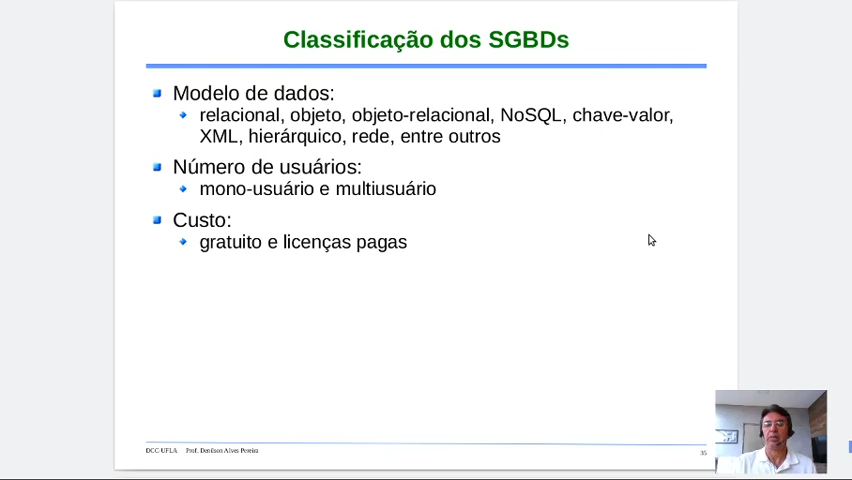 Classificação dos SGBDs
Modelo de dados:
relacional, objeto, objeto-relacional, NoSQL, chave-valor,
XML, hierárquico, rede, entre outros
Número de usuários:
mono-usuário e multiusuário
Custo:
gratuito e licenças pagas
DCC-UFLA Prof. Denilson Alves Pereira
35